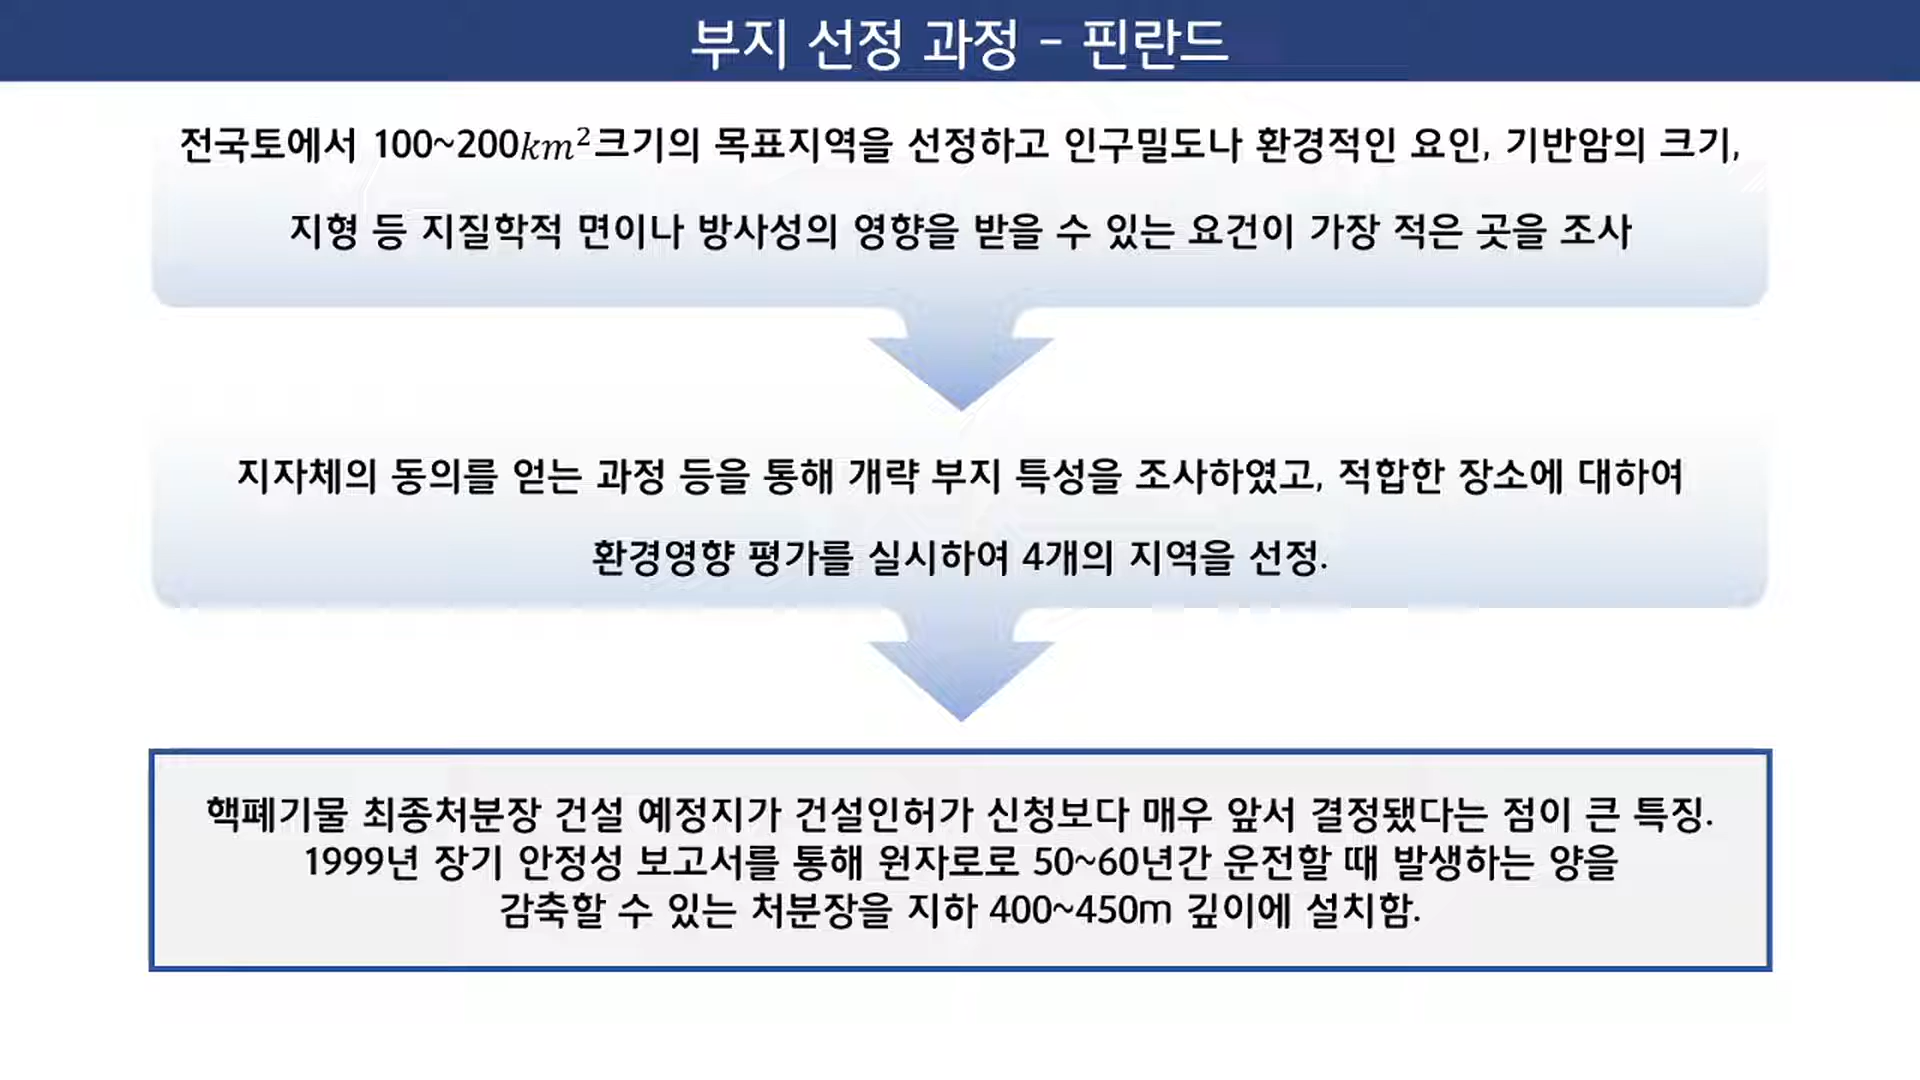 부지 선정 과정 - 핀란드
전국토에서 100~200km²크기의 목표지역을 선정하고 인구밀도나 환경적인 요인, 기반암의 크기,
지형 등 지질학적 면이나 방사성의 영향을 받을 수 있는 요건이 가장 적은 곳을 조사
지자체의 동의를 얻는 과정 등을 통해 개략 부지 특성을 조사하였고, 적합한 장소에 대하여
환경영향 평가를 실시하여 4개의 지역을 선정.
핵폐기물 최종처분장 건설 예정지가 건설인허가 신청보다 매우 앞서 결정됐다는 점이 큰 특징.
1999년 장기 안정성 보고서를 통해 원자로로 50~60년간 운전할 때 발생하는 양을
감축할 수 있는 처분장을 지하 400~450m 깊이에 설치함.